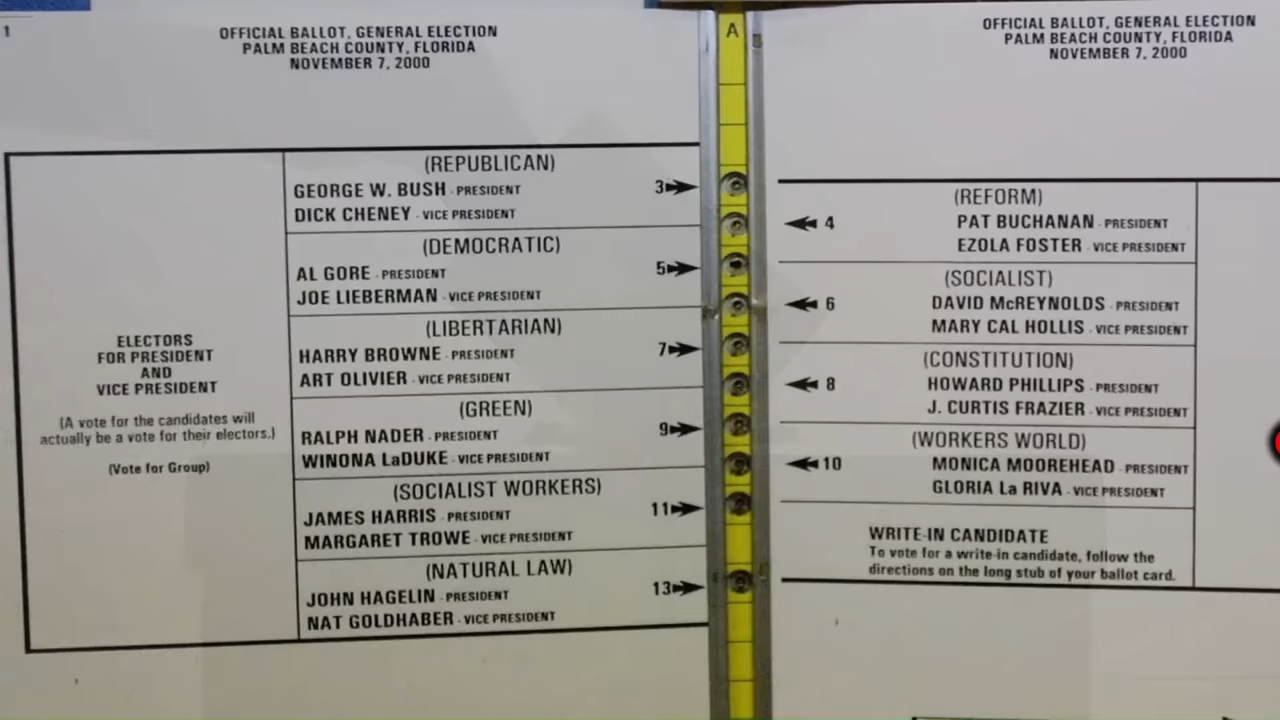 1
OFFICIAL BALLOT, GENERAL ELECTION
PALM BEACH COUNTY, FLORIDA
NOVEMBER 7, 2000
ELECTORS
FOR PRESIDENT
AND
VICE PRESIDENT
(A vote for the candidates will
actually be a vote for their electors.)
(Vote for Group)
(REPUBLICAN)
GEORGE W. BUSH - PRESIDENT 3
DICK CHENEY - VICE PRESIDENT
(DEMOCRATIC)
AL GORE - PRESIDENT 5
JOE LIEBERMAN - VICE PRESIDENT
(LIBERTARIAN)
HARRY BROWNE - PRESIDENT 7
ART OLIVIER - VICE PRESIDENT
(GREEN)
RALPH NADER - PRESIDENT 9
WINONA LaDUKE - VICE PRESIDENT
(SOCIALIST WORKERS)
JAMES HARRIS - PRESIDENT 11
MARGARET TROWE - VICE PRESIDENT
(NATURAL LAW)
JOHN HAGELIN - PRESIDENT 13
NAT GOLDHABER - VICE PRESIDENT
A
OFFICIAL BALLOT, GENERAL ELECTION
PALM BEACH COUNTY, FLORIDA
NOVEMBER 7, 2000
(REFORM)
4 PAT BUCHANAN - PRESIDENT
EZOLA FOSTER - VICE PRESIDENT
(SOCIALIST)
6 DAVID McREYNOLDS - PRESIDENT
MARY CAL HOLLIS - VICE PRESIDENT
(CONSTITUTION)
8 HOWARD PHILLIPS - PRESIDENT
J. CURTIS FRAZIER - VICE PRESIDENT
(WORKERS WORLD)
10 MONICA MOOREHEAD - PRESIDENT
GLORIA La RIVA - VICE PRESIDENT
WRITE-IN CANDIDATE
To vote for a write-in candidate, follow the
directions on the long stub of your ballot card.